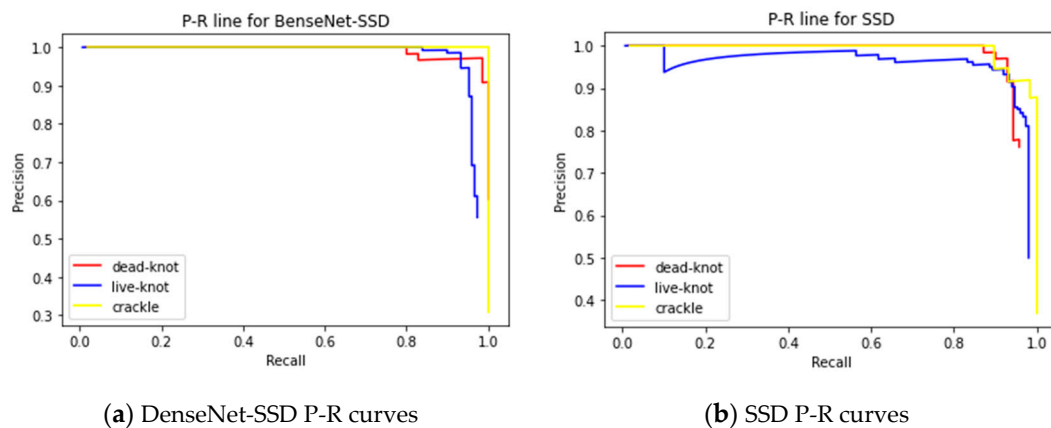 P-R line for BenseNet-SSD
1.0
0.9
0.8
0.7
0.6
0.5
0.4
0.3
Precision
dead-knot
live-knot
crackle
0.0 0.2 0.4 0.6 0.8 1.0
Recall
(a) DenseNet-SSD P-R curves
P-R line for SSD
1.0
0.9
0.8
0.7
0.6
0.5
0.4
Precision
dead-knot
live-knot
crackle
0.0 0.2 0.4 0.6 0.8 1.0
Recall
(b) SSD P-R curves